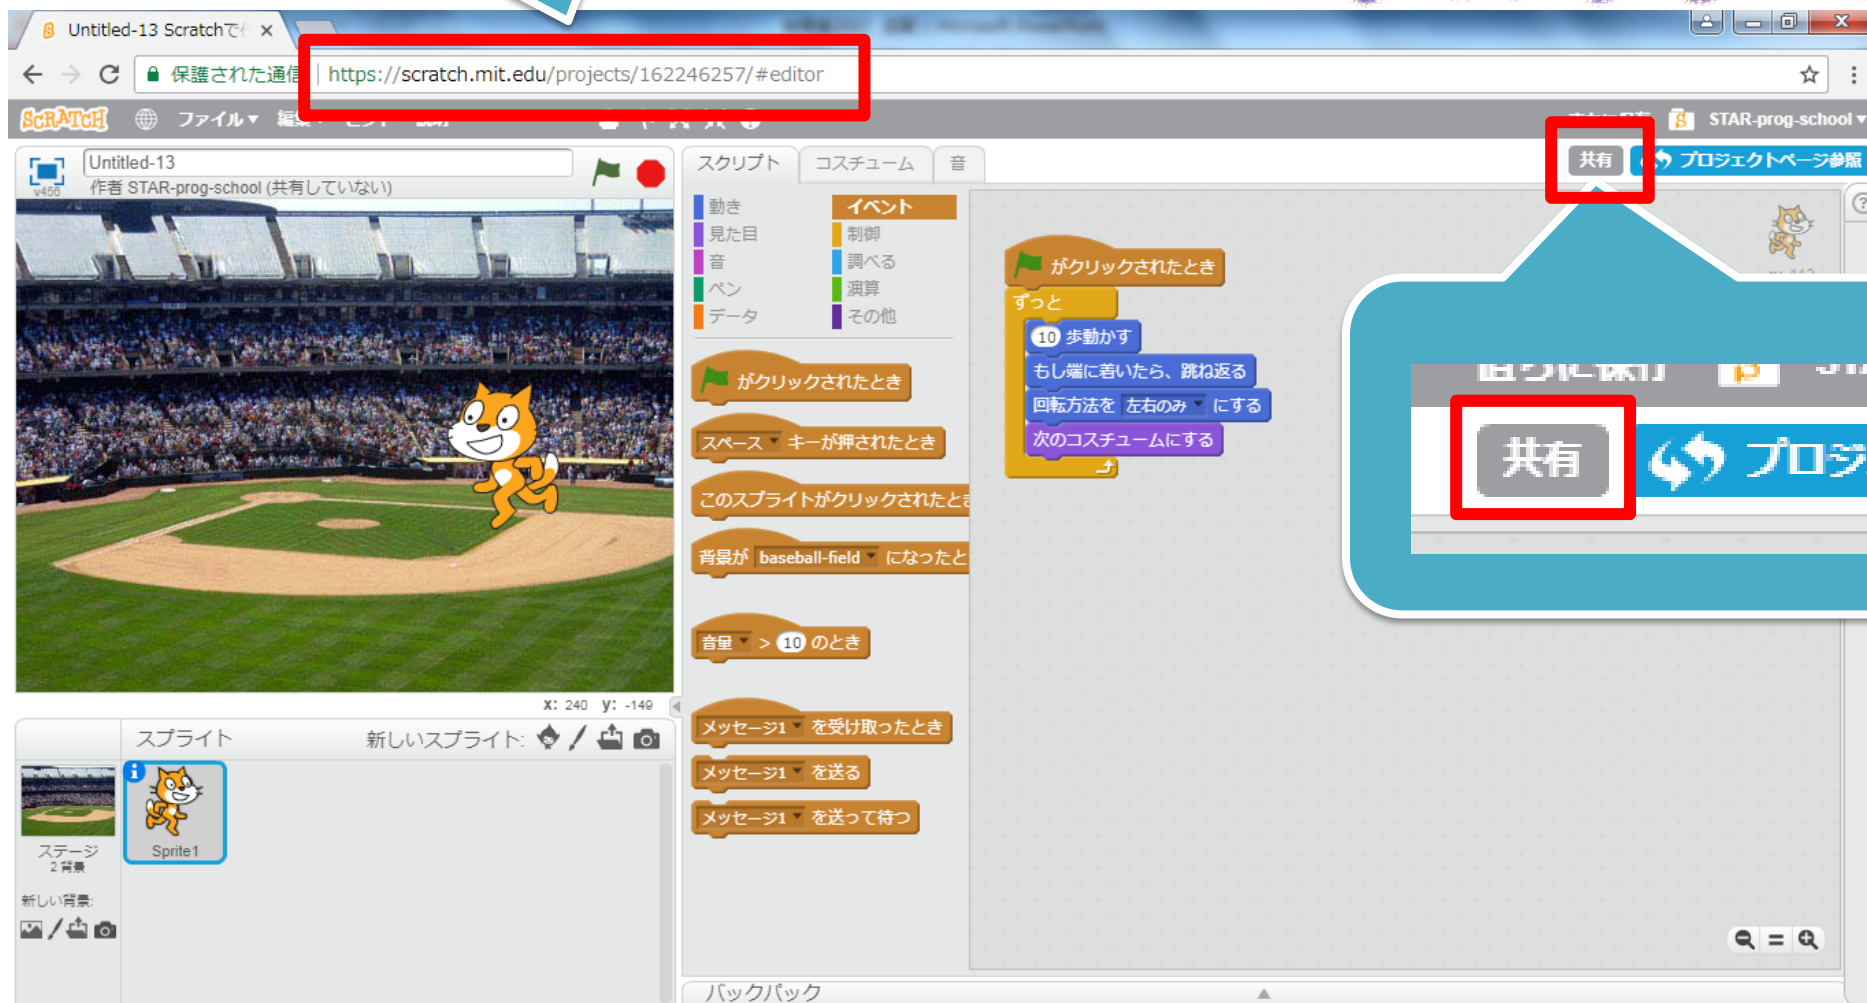 Untitled-13 Scratchで
保護された通信 https://scratch.mit.edu/projects/162246257/#editor
SCRATCH ファイル▼
STAR-prog-school▼
v456
Untitled-13
作者 STAR-prog-school (共有していない)
スクリプト コスチューム 音
共有 プロジェクトページ参照
動き イベント
見た目 制御
音 調べる
ペン 演算
データ その他
がクリックされたとき
スペース キーが押されたとき
このスプライトがクリックされたとき
背景が baseball-field になったと
音量 > 10 のとき
メッセージ1 を受け取ったとき
メッセージ1 を送る
メッセージ1 を送って待つ
がクリックされたとき
ずっと
10 歩動かす
もし端に着いたら、跳ね返る
回転方法を 左右のみ にする
次のコスチュームにする
共有 プロジ
x: 240 y: -149
スプライト 新しいスプライト:
ステージ
2 背景
Sprite1
新しい背景:
バックパック